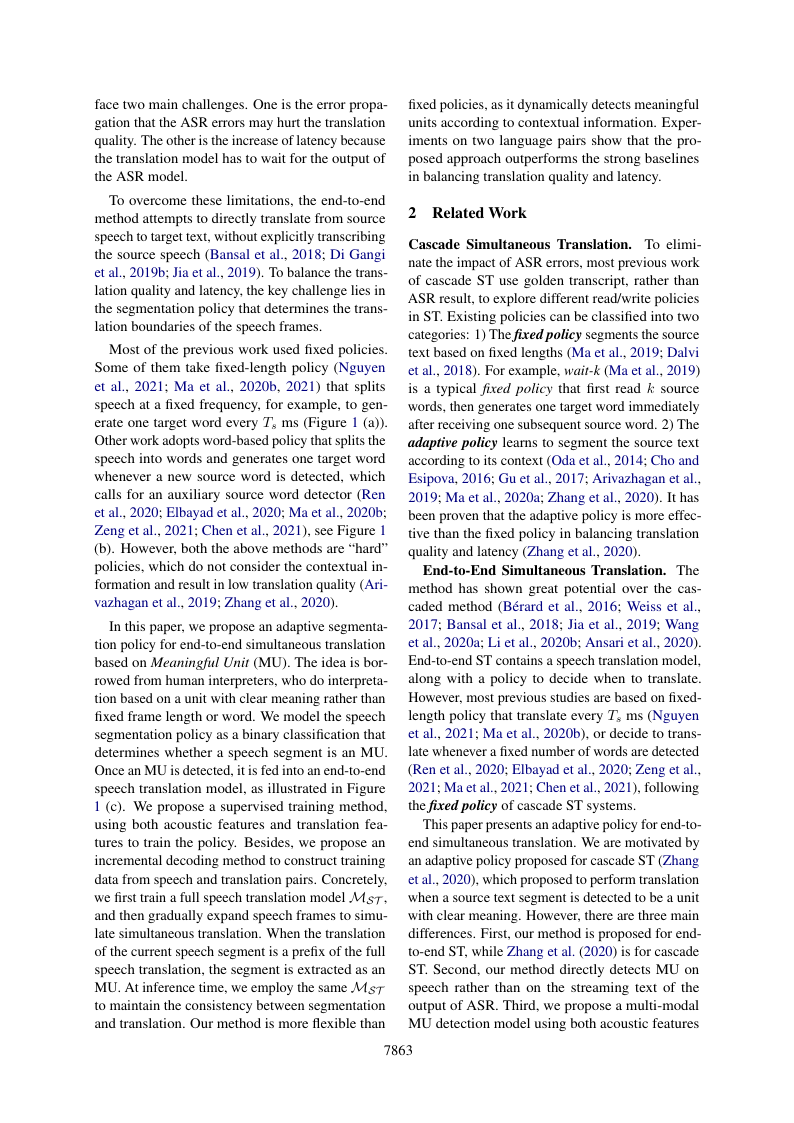 face two main challenges. One is the error propa-
gation that the ASR errors may hurt the translation
quality. The other is the increase of latency because
the translation model has to wait for the output of
the ASR model.
To overcome these limitations, the end-to-end
method attempts to directly translate from source
speech to target text, without explicitly transcribing
the source speech (Bansal et al., 2018; Di Gangi
et al., 2019b; Jia et al., 2019). To balance the trans-
lation quality and latency, the key challenge lies in
the segmentation policy that determines the trans-
lation boundaries of the speech frames.
Most of the previous work used fixed policies.
Some of them take fixed-length policy (Nguyen
et al., 2021; Ma et al., 2020b, 2021) that splits
speech at a fixed frequency, for example, to gen-
erate one target word every T_s ms (Figure 1 (a)).
Other work adopts word-based policy that splits the
speech into words and generates one target word
whenever a new source word is detected, which
calls for an auxiliary source word detector (Ren
et al., 2020; Elbayad et al., 2020; Ma et al., 2020b;
Zeng et al., 2021; Chen et al., 2021), see Figure 1
(b). However, both the above methods are “hard”
policies, which do not consider the contextual in-
formation and result in low translation quality (Ari-
vazhagan et al., 2019; Zhang et al., 2020).
In this paper, we propose an adaptive segmenta-
tion policy for end-to-end simultaneous translation
based on Meaningful Unit (MU). The idea is bor-
rowed from human interpreters, who do interpreta-
tion based on a unit with clear meaning rather than
fixed frame length or word. We model the speech
segmentation policy as a binary classification that
determines whether a speech segment is an MU.
Once an MU is detected, it is fed into an end-to-end
speech translation model, as illustrated in Figure
1 (c). We propose a supervised training method,
using both acoustic features and translation fea-
tures to train the policy. Besides, we propose an
incremental decoding method to construct training
data from speech and translation pairs. Concretely,
we first train a full speech translation model M_ST,
and then gradually expand speech frames to simu-
late simultaneous translation. When the translation
of the current speech segment is a prefix of the full
speech translation, the segment is extracted as an
MU. At inference time, we employ the same M_ST
to maintain the consistency between segmentation
and translation. Our method is more flexible than
fixed policies, as it dynamically detects meaningful
units according to contextual information. Exper-
iments on two language pairs show that the pro-
posed approach outperforms the strong baselines
in balancing translation quality and latency.
2 Related Work
Cascade Simultaneous Translation. To elimi-
nate the impact of ASR errors, most previous work
of cascade ST use golden transcript, rather than
ASR result, to explore different read/write policies
in ST. Existing policies can be classified into two
categories: 1) The fixed policy segments the source
text based on fixed lengths (Ma et al., 2019; Dalvi
et al., 2018). For example, wait-k (Ma et al., 2019)
is a typical fixed policy that first read k source
words, then generates one target word immediately
after receiving one subsequent source word. 2) The
adaptive policy learns to segment the source text
according to its context (Oda et al., 2014; Cho and
Esipova, 2016; Gu et al., 2017; Arivazhagan et al.,
2019; Ma et al., 2020a; Zhang et al., 2020). It has
been proven that the adaptive policy is more effec-
tive than the fixed policy in balancing translation
quality and latency (Zhang et al., 2020).
End-to-End Simultaneous Translation. The
method has shown great potential over the cas-
caded method (Bérard et al., 2016; Weiss et al.,
2017; Bansal et al., 2018; Jia et al., 2019; Wang
et al., 2020a; Li et al., 2020b; Ansari et al., 2020).
End-to-end ST contains a speech translation model,
along with a policy to decide when to translate.
However, most previous studies are based on fixed-
length policy that translate every T_s ms (Nguyen
et al., 2021; Ma et al., 2020b), or decide to trans-
late whenever a fixed number of words are detected
(Ren et al., 2020; Elbayad et al., 2020; Zeng et al.,
2021; Ma et al., 2021; Chen et al., 2021), following
the fixed policy of cascade ST systems.
This paper presents an adaptive policy for end-to-
end simultaneous translation. We are motivated by
an adaptive policy proposed for cascade ST (Zhang
et al., 2020), which proposed to perform translation
when a source text segment is detected to be a unit
with clear meaning. However, there are three main
differences. First, our method is proposed for end-
to-end ST, while Zhang et al. (2020) is for cascade
ST. Second, our method directly detects MU on
speech rather than on the streaming text of the
output of ASR. Third, we propose a multi-modal
MU detection model using both acoustic features
7863